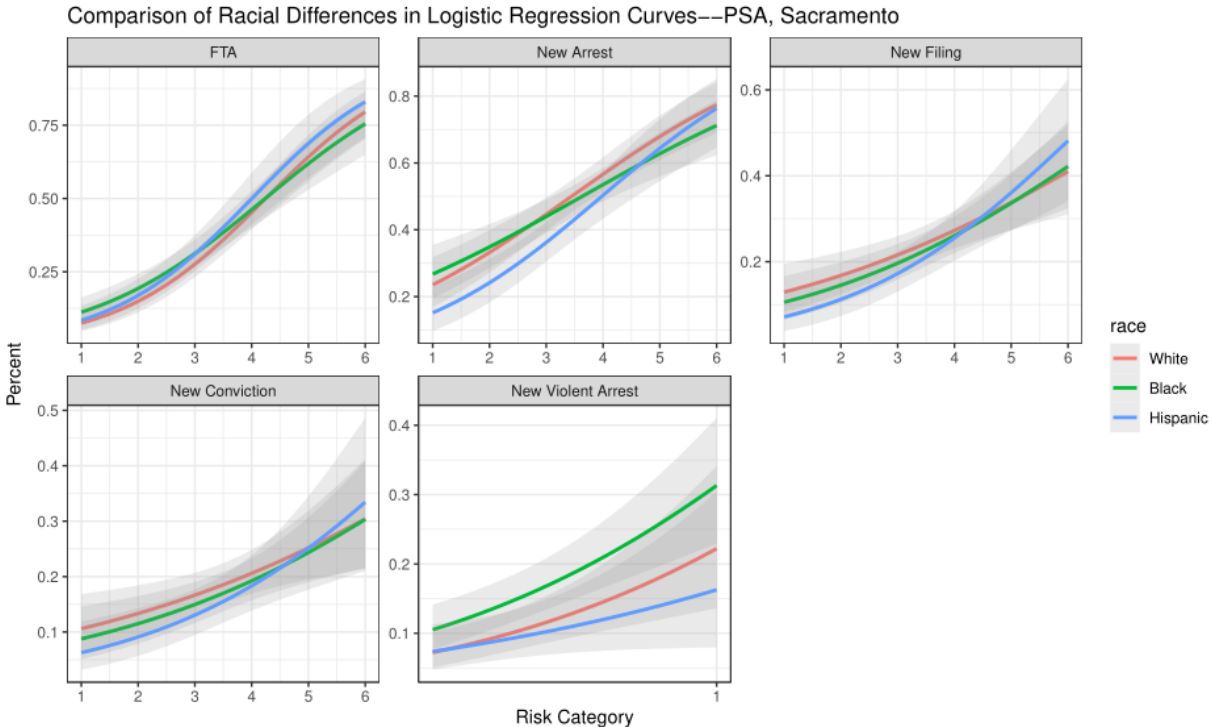 Comparison of Racial Differences in Logistic Regression Curves−−PSA, Sacramento
FTA
New Arrest
New Filing
0.75
0.50
0.25
1 2 3 4 5 6
0.8
0.6
0.4
0.2
1 2 3 4 5 6
0.6
0.4
0.2
1 2 3 4 5 6
New Conviction
New Violent Arrest
0.5
0.4
0.3
0.2
0.1
1 2 3 4 5 6
0.4
0.3
0.2
0.1
1
Percent
Risk Category
race
White
Black
Hispanic